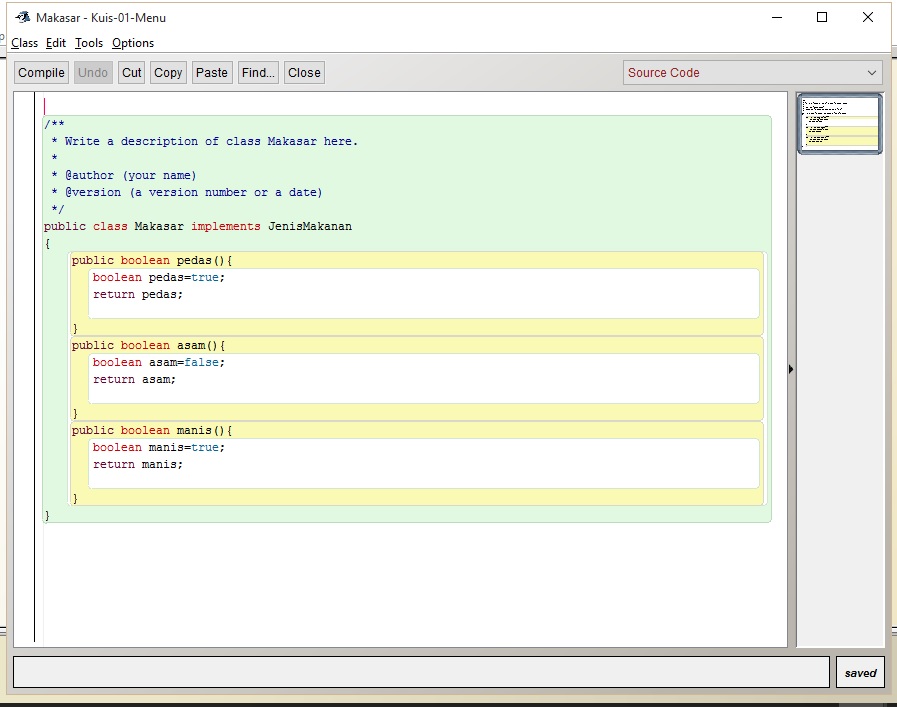 Makasar - Kuis-01-Menu
Class Edit Tools Options
Compile Undo Cut Copy Paste Find... Close Source Code
/**
 * Write a description of class Makasar here.
 *
 * @author (your name)
 * @version (a version number or a date)
 */
public class Makasar implements JenisMakanan
{
    public boolean pedas(){
       boolean pedas=true;
       return pedas;
    }
    public boolean asam(){
       boolean asam=false;
       return asam;
    }
    public boolean manis(){
       boolean manis=true;
       return manis;
    }
}
saved